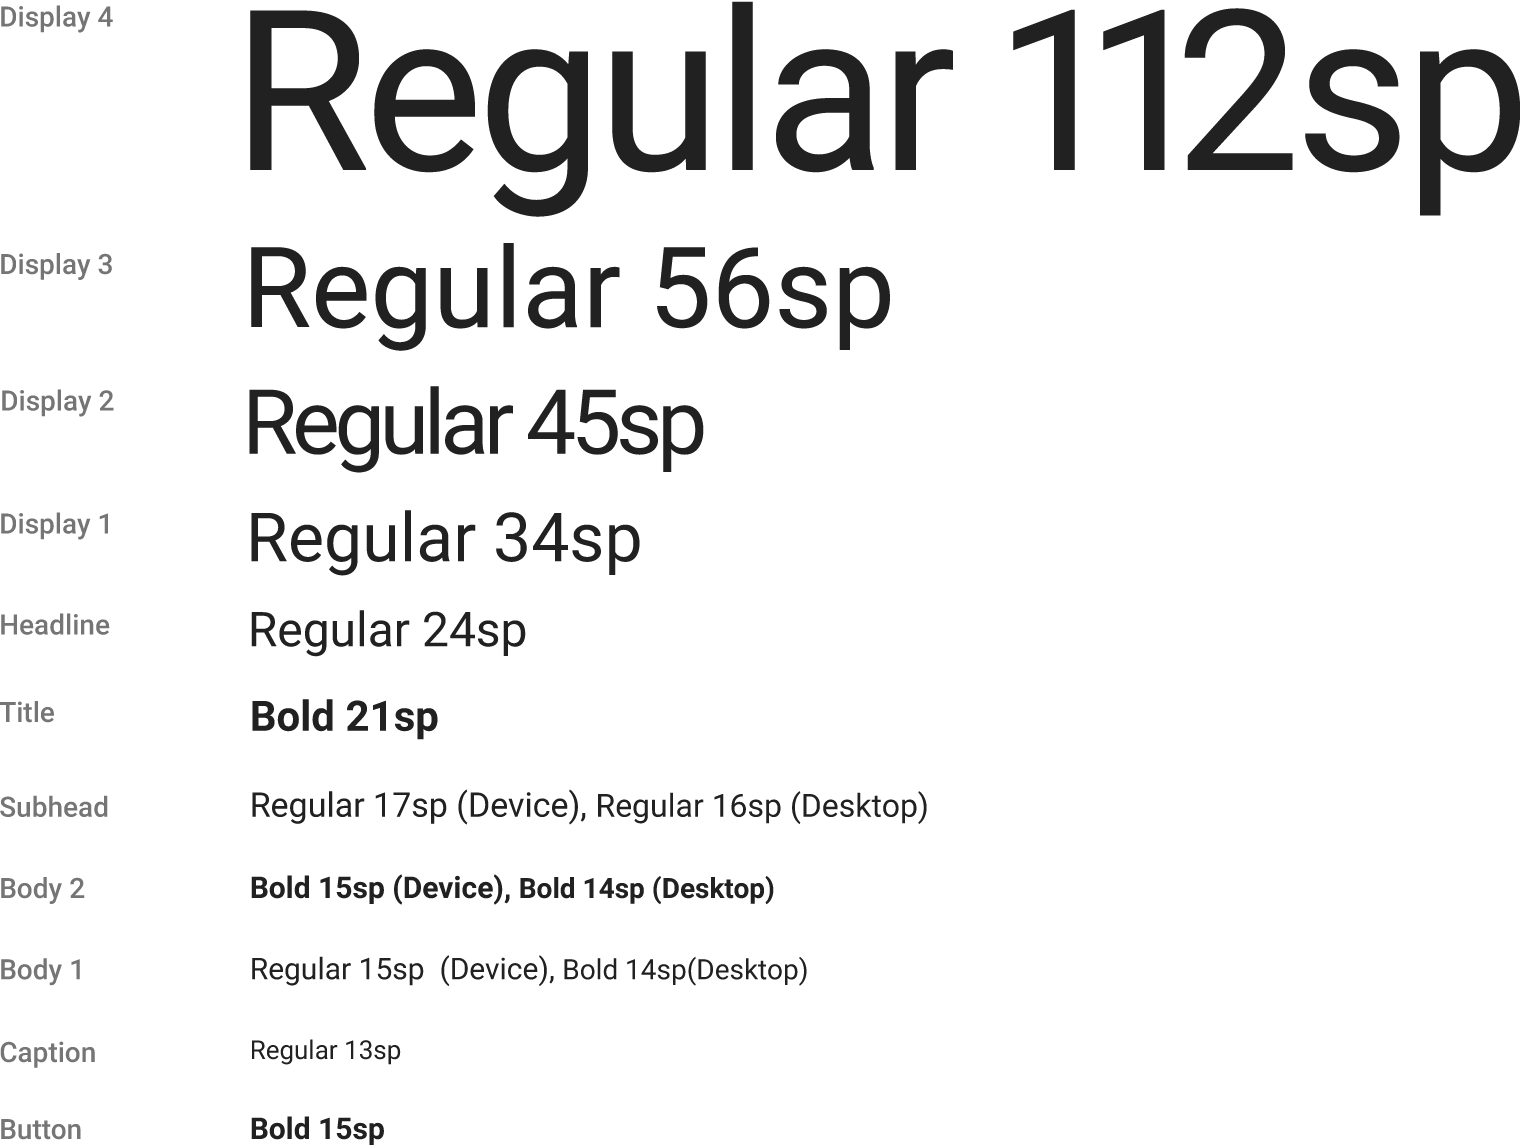 Display 4 Regular 112sp
Display 3 Regular 56sp
Display 2 Regular 45sp
Display 1 Regular 34sp
Headline Regular 24sp
Title Bold 21sp
Subhead Regular 17sp (Device), Regular 16sp (Desktop)
Body 2 Bold 15sp (Device), Bold 14sp (Desktop)
Body 1 Regular 15sp  (Device), Bold 14sp(Desktop)
Caption Regular 13sp
Button Bold 15sp